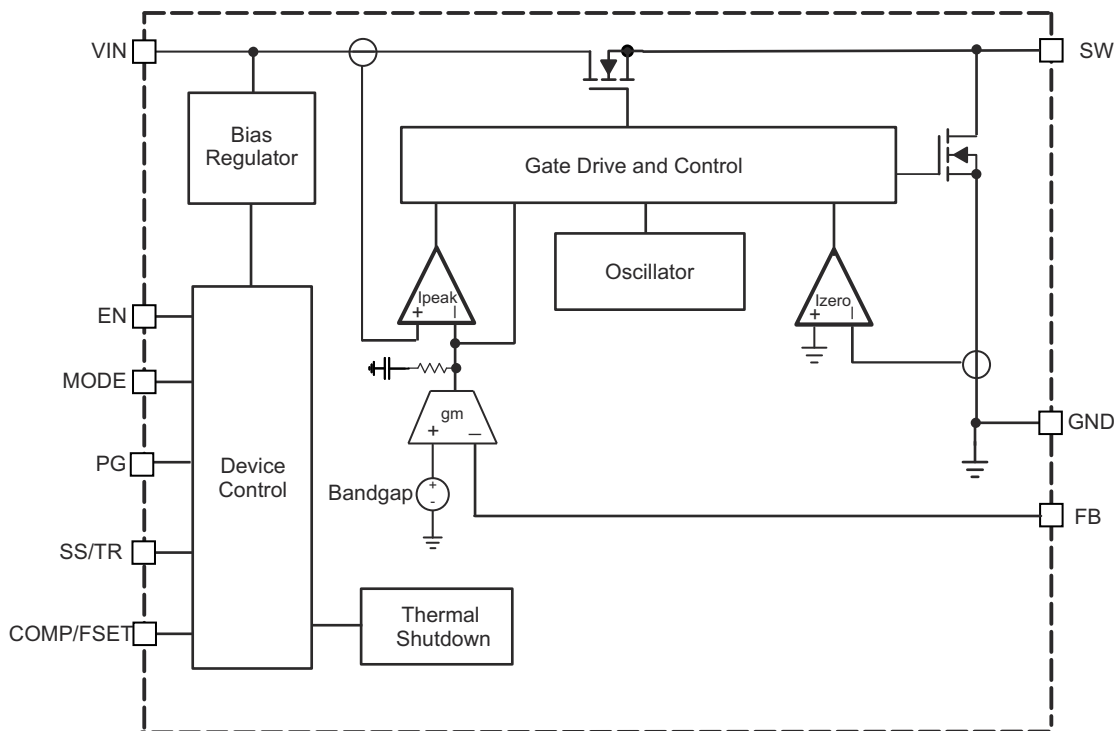 VIN
SW
Bias
Regulator
Gate Drive and Control
Oscillator
Ipeak
+ –
Izero
+ –
EN
MODE
gm
+ –
GND
PG
Device
Control
Bandgap
+
-
FB
SS/TR
Thermal
Shutdown
COMP/FSET